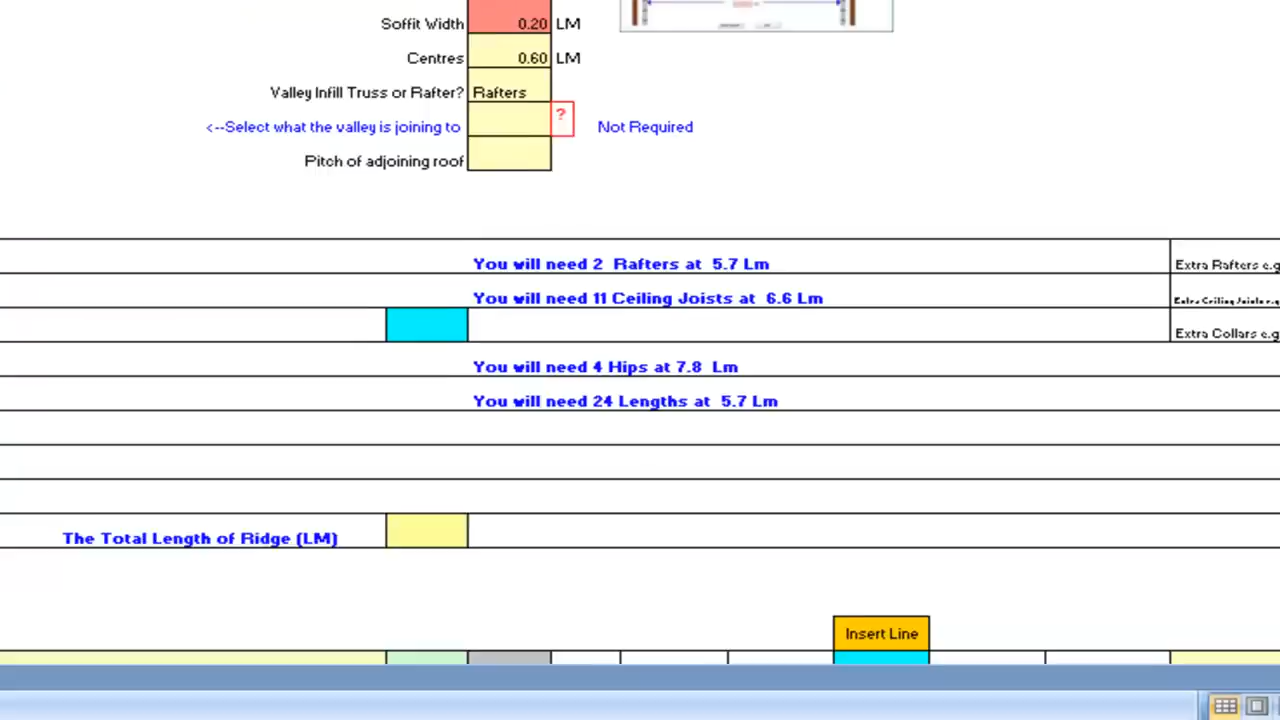 Soffit Width 0.20 LM
Centres 0.60 LM
Valley Infill Truss or Rafter? Rafters
<--Select what the valley is joining to ? Not Required
Pitch of adjoining roof
You will need 2 Rafters at 5.7 Lm Extra Rafters e.g
You will need 11 Ceiling Joists at 6.6 Lm Extra Ceiling Joists e.g
Extra Collars e.g
You will need 4 Hips at 7.8 Lm
You will need 24 Lengths at 5.7 Lm
The Total Length of Ridge (LM)
Insert Line